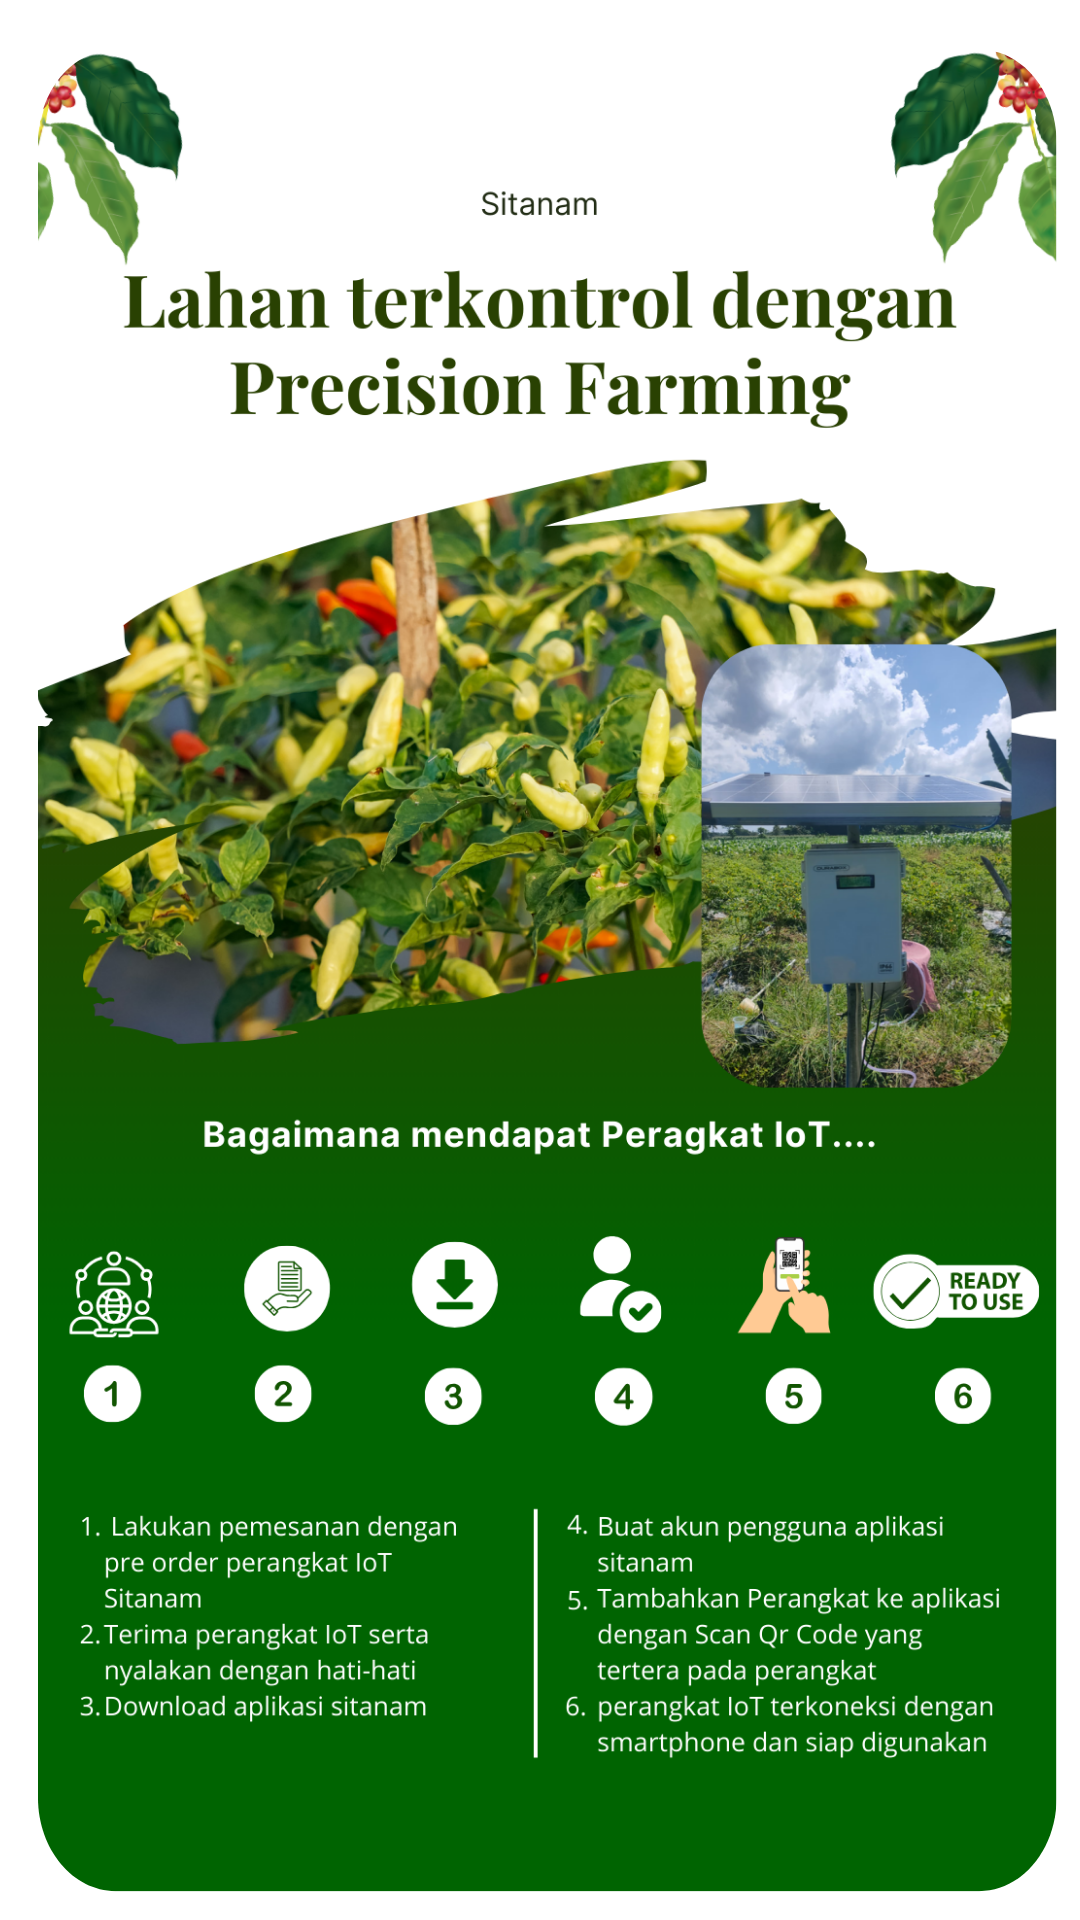 Sitanam
Lahan terkontrol dengan
Precision Farming
Bagaimana mendapat Peragkat IoT....
READY
TO USE
1
2
3
4
5
6
1. Lakukan pemesanan dengan
pre order perangkat IoT
Sitanam
2. Terima perangkat IoT serta
nyalakan dengan hati-hati
3. Download aplikasi sitanam
4. Buat akun pengguna aplikasi
sitanam
5. Tambahkan Perangkat ke aplikasi
dengan Scan Qr Code yang
tertera pada perangkat
6. perangkat IoT terkoneksi dengan
smartphone dan siap digunakan